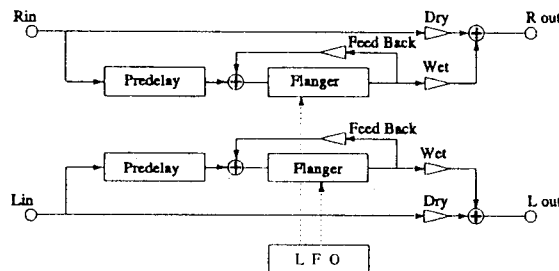 Rin
Dry
R out
Feed Back
Predelay
Flanger
Wet
Feed Back
Predelay
Flanger
Wet
Lin
Dry
L out
L F O